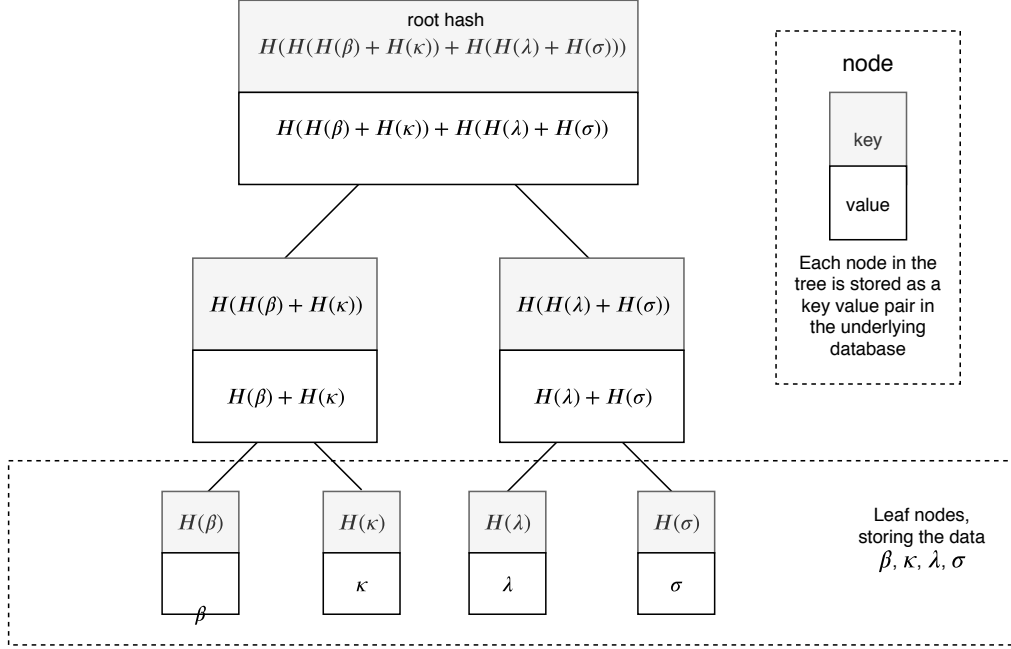 root hash
H(H(H(β) + H(κ)) + H(H(λ) + H(σ)))
H(H(β) + H(κ)) + H(H(λ) + H(σ))
node
key
value
Each node in the
tree is stored as a
key value pair in
the underlying
database
H(H(β) + H(κ))
H(H(λ) + H(σ))
H(β) + H(κ)
H(λ) + H(σ)
H(β)
H(κ)
H(λ)
H(σ)
β
κ
λ
σ
Leaf nodes,
storing the data
β, κ, λ, σ